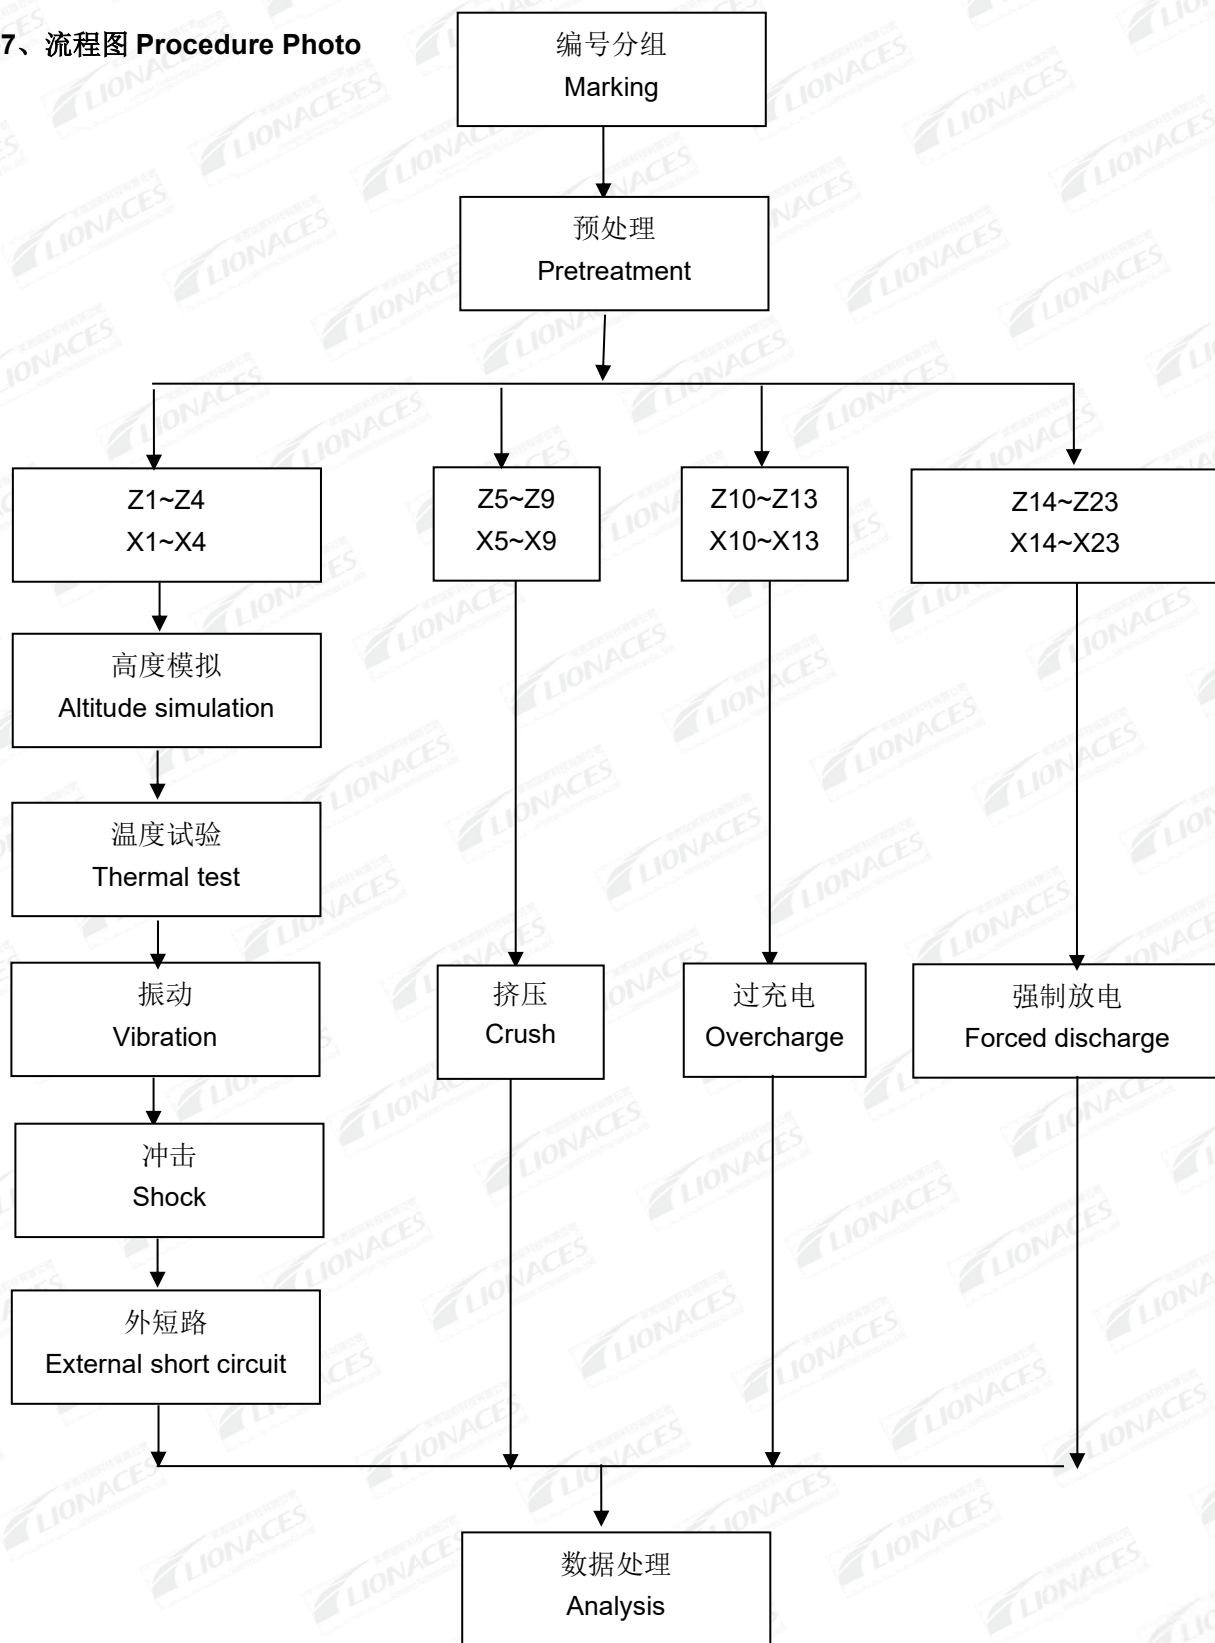 7、流程图 Procedure Photo
编号分组
Marking
预处理
Pretreatment
Z1~Z4
X1~X4
Z5~Z9
X5~X9
Z10~Z13
X10~X13
Z14~Z23
X14~X23
高度模拟
Altitude simulation
温度试验
Thermal test
振动
Vibration
挤压
Crush
过充电
Overcharge
强制放电
Forced discharge
冲击
Shock
外短路
External short circuit
数据处理
Analysis
LIONACES